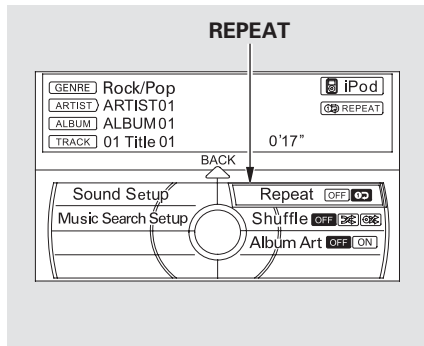 REPEAT
GENRE Rock/Pop
iPod
ARTIST ARTIST01
REPEAT
ALBUM ALBUM01
TRACK 01 Title 01 0'17"
BACK
Sound Setup
Repeat OFF
Music Search Setup
Shuffle OFF
Album Art OFF ON